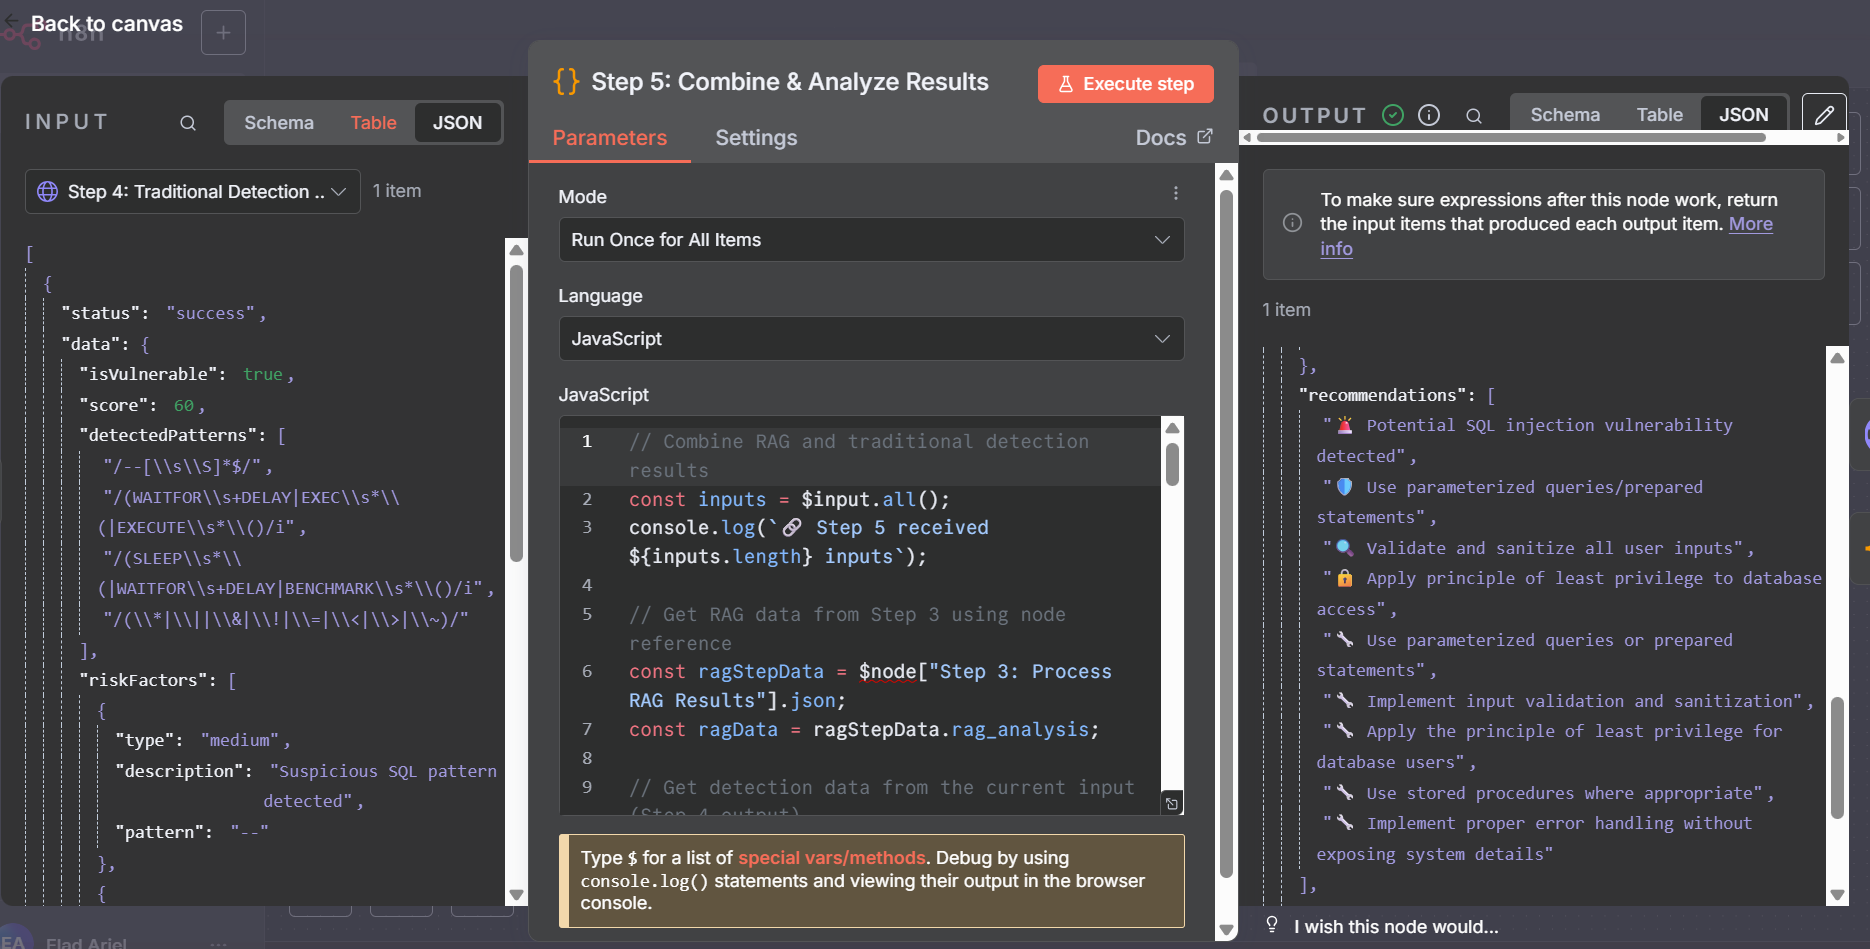 Back to canvas
n8n
INPUT
Schema
Table
JSON
Step 4: Traditional Detection ..
1 item
[
{
"status": "success",
"data": {
"isVulnerable": true,
"score": 60,
"detectedPatterns": [
"/--[\\s\\S]*$/",
"/(WAITFOR\\s+DELAY|EXEC\\s*\\
(|EXECUTE\\s*\\()/i",
"/(SLEEP\\s*\\
(|WAITFOR\\s+DELAY|BENCHMARK\\s*\\()/i",
"/(\\*|\\||\\&|\\!|\\=|\\<|\\>|\\~)/"
],
"riskFactors": [
{
"type": "medium",
"description": "Suspicious SQL pattern
detected",
"pattern": "--"
},
{
EA
Elad Ariel
{} Step 5: Combine & Analyze Results
Execute step
Parameters
Settings
Docs
Mode
Run Once for All Items
Language
JavaScript
JavaScript
1 // Combine RAG and traditional detection
results
2 const inputs = $input.all();
3 console.log(`🔗 Step 5 received
${inputs.length} inputs`);
4
5 // Get RAG data from Step 3 using node
reference
6 const ragStepData = $node["Step 3: Process
RAG Results"].json;
7 const ragData = ragStepData.rag_analysis;
8
9 // Get detection data from the current input
(Step 4 output)
Type $ for a list of special vars/methods. Debug by using
console.log() statements and viewing their output in the browser
console.
OUTPUT
Schema
Table
JSON
To make sure expressions after this node work, return
the input items that produced each output item. More
info
1 item
},
"recommendations": [
"🚨 Potential SQL injection vulnerability
detected",
"🛡️ Use parameterized queries/prepared
statements",
"🔍 Validate and sanitize all user inputs",
"🔒 Apply principle of least privilege to database
access",
"🔧 Use parameterized queries or prepared
statements",
"🔧 Implement input validation and sanitization",
"🔧 Apply the principle of least privilege for
database users",
"🔧 Use stored procedures where appropriate",
"🔧 Implement proper error handling without
exposing system details"
],
I wish this node would...